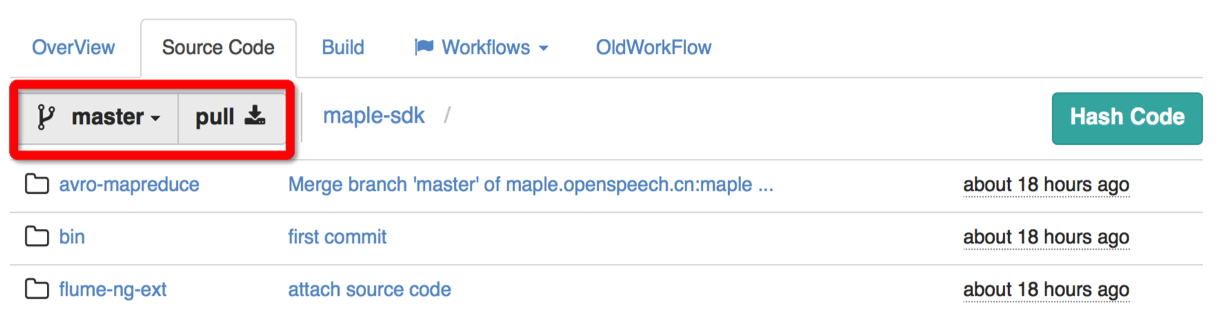 OverView Source Code Build Workflows OldWorkFlow
master pull maple-sdk / Hash Code
avro-mapreduce Merge branch 'master' of maple.openspeech.cn:maple ... about 18 hours ago
bin first commit about 18 hours ago
flume-ng-ext attach source code about 18 hours ago